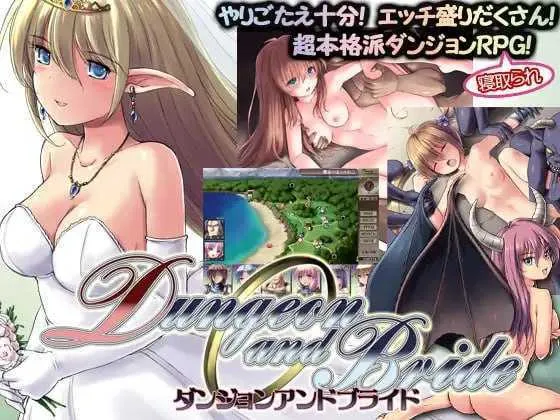 やりごたえ十分! エッチ盛りだくさん!
超本格派ダンジョンRPG!
寝取られ
Dungeon
and Bride
ダンジョンアンドブライド